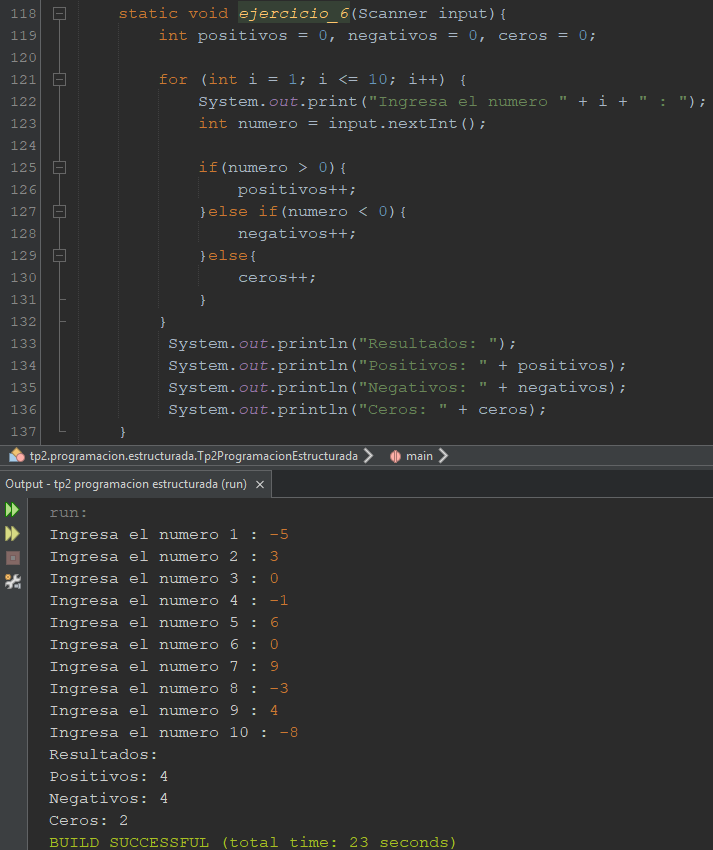 118 static void ejercicio_6(Scanner input){
119 int positivos = 0, negativos = 0, ceros = 0;
120
121 for (int i = 1; i <= 10; i++) {
122 System.out.print("Ingresa el numero " + i + " : ");
123 int numero = input.nextInt();
124
125 if(numero > 0){
126 positivos++;
127 }else if(numero < 0){
128 negativos++;
129 }else{
130 ceros++;
131 }
132 }
133 System.out.println("Resultados: ");
134 System.out.println("Positivos: " + positivos);
135 System.out.println("Negativos: " + negativos);
136 System.out.println("Ceros: " + ceros);
137 }
tp2.programacion.estructurada.Tp2ProgramacionEstructurada main
Output - tp2 programacion estructurada (run) ×
run:
Ingresa el numero 1 : -5
Ingresa el numero 2 : 3
Ingresa el numero 3 : 0
Ingresa el numero 4 : -1
Ingresa el numero 5 : 6
Ingresa el numero 6 : 0
Ingresa el numero 7 : 9
Ingresa el numero 8 : -3
Ingresa el numero 9 : 4
Ingresa el numero 10 : -8
Resultados:
Positivos: 4
Negativos: 4
Ceros: 2
BUILD SUCCESSFUL (total time: 23 seconds)